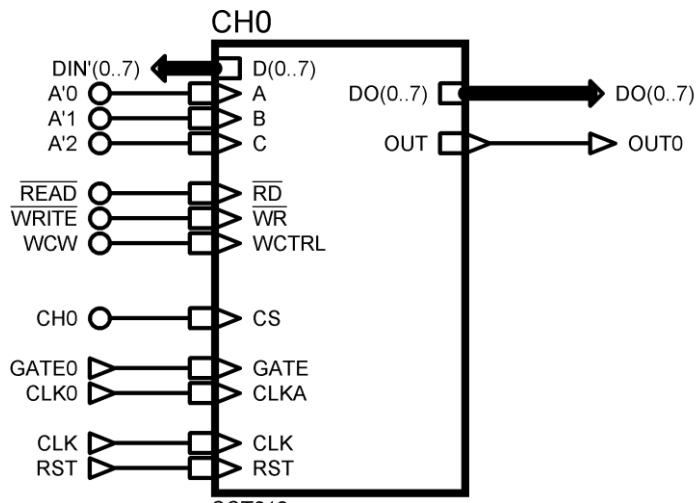 CH0
DIN'(0..7) D(0..7)
A'0 A DO(0..7) DO(0..7)
A'1 B
A'2 C OUT OUT0
READ RD
WRITE WR
WCW WCTRL
CH0 CS
GATE0 GATE
CLK0 CLKA
CLK CLK
RST RST